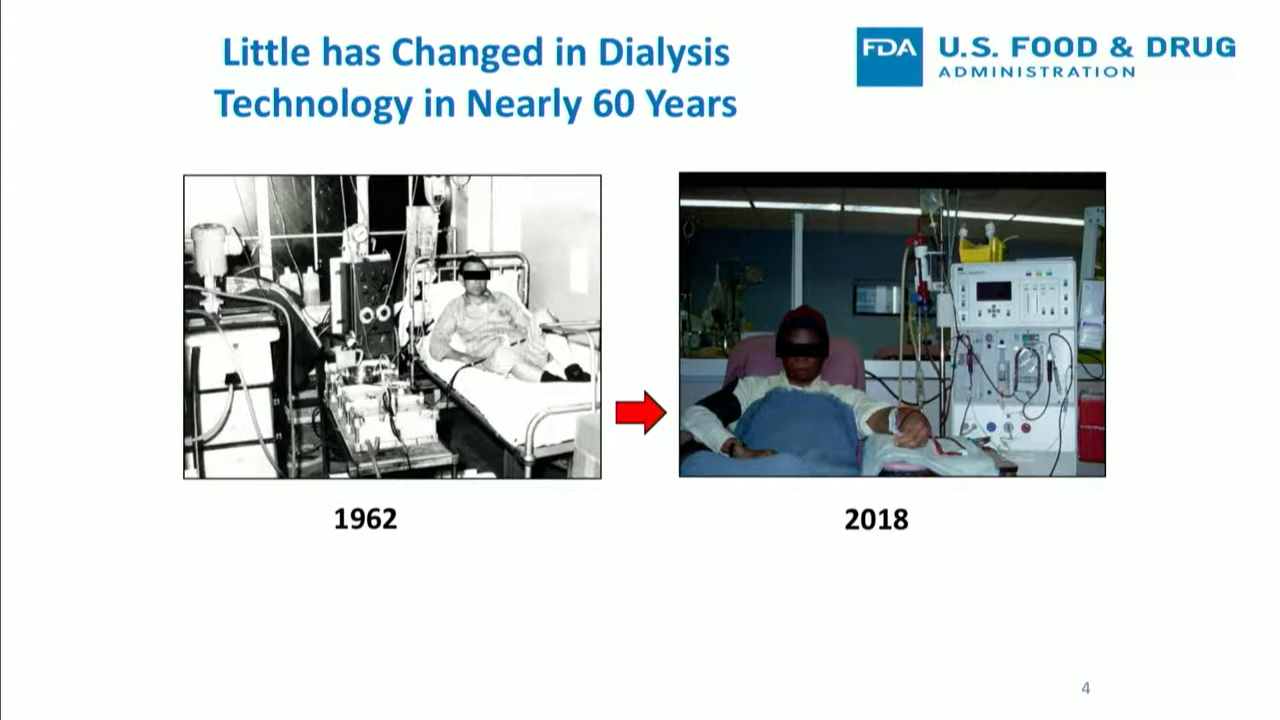 Little has Changed in Dialysis
Technology in Nearly 60 Years
FDA
U.S. FOOD & DRUG
ADMINISTRATION
1962
2018
4